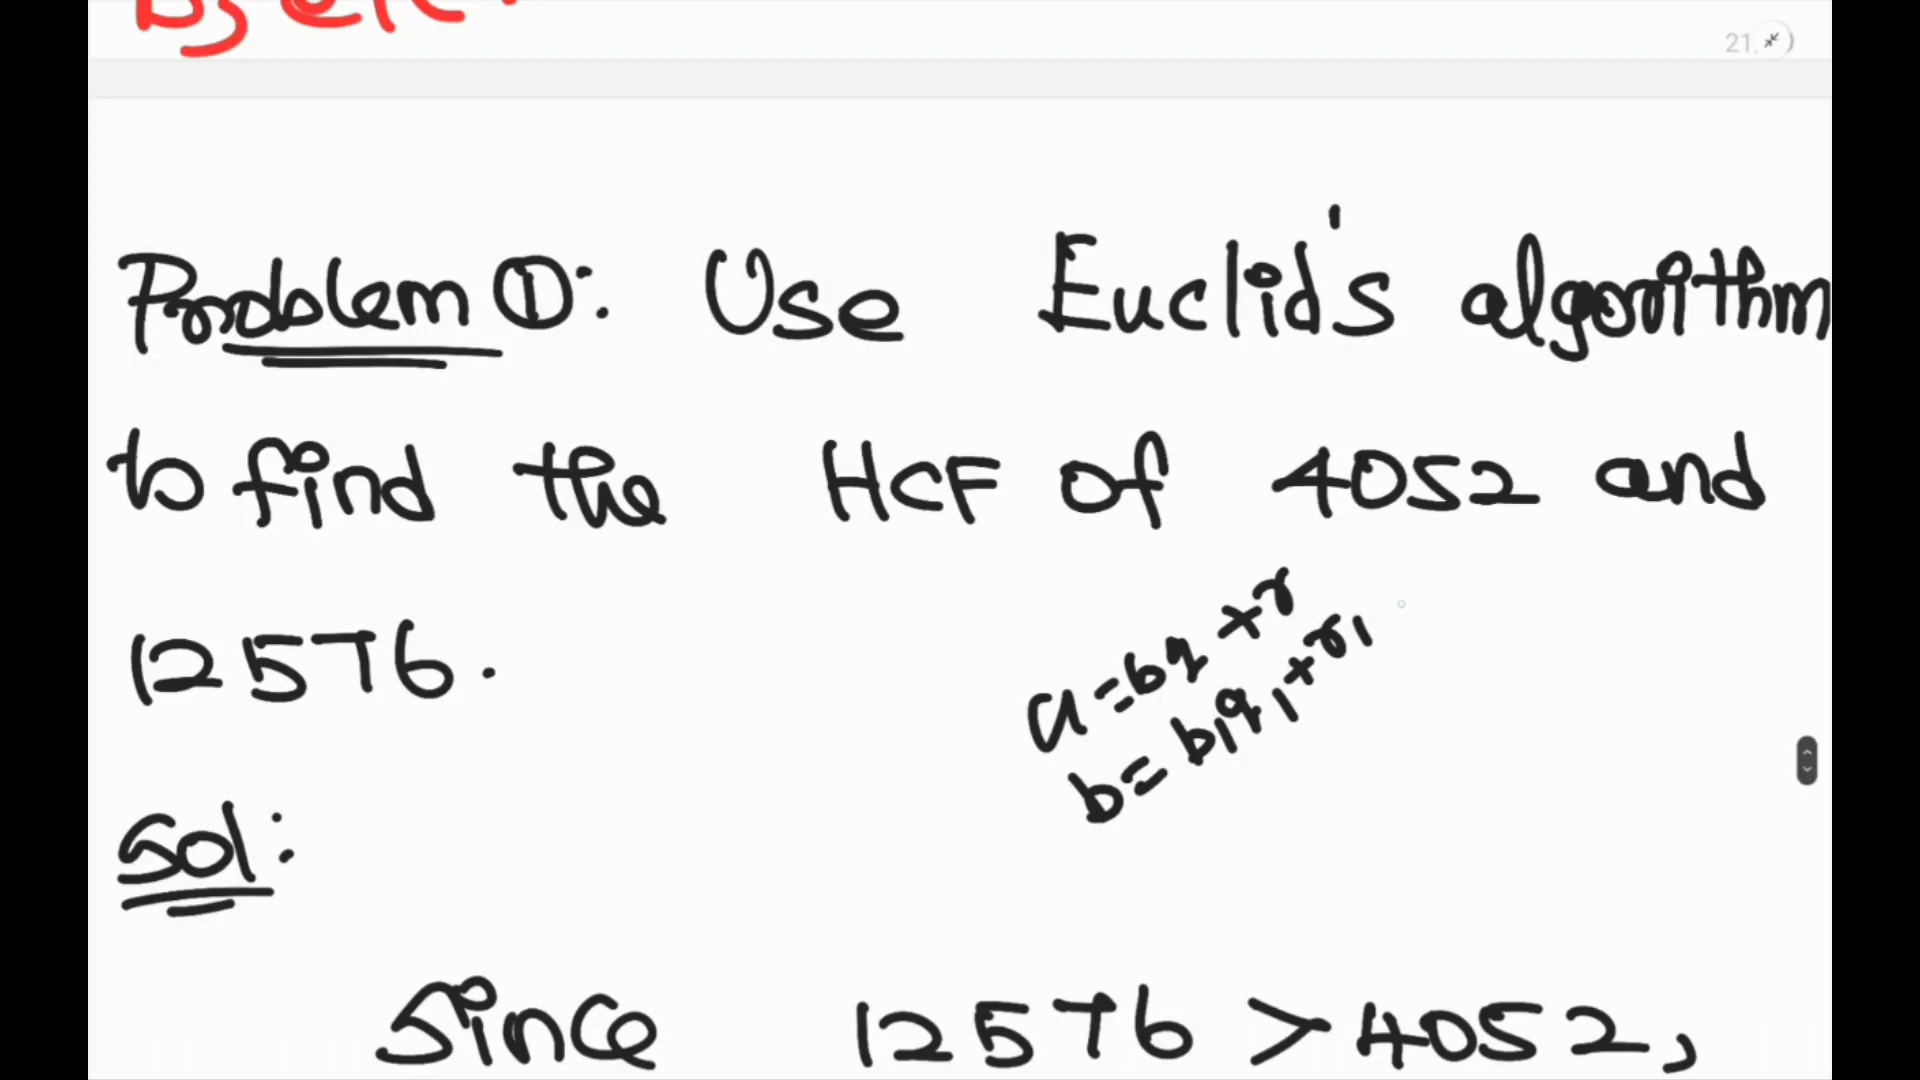 21
Problem ①: Use Euclid's algorithm
to find the HCF of 4052 and
12576.
a = bq + r
b = b1q1 + r1
Sol:
Since 12576 > 4052,